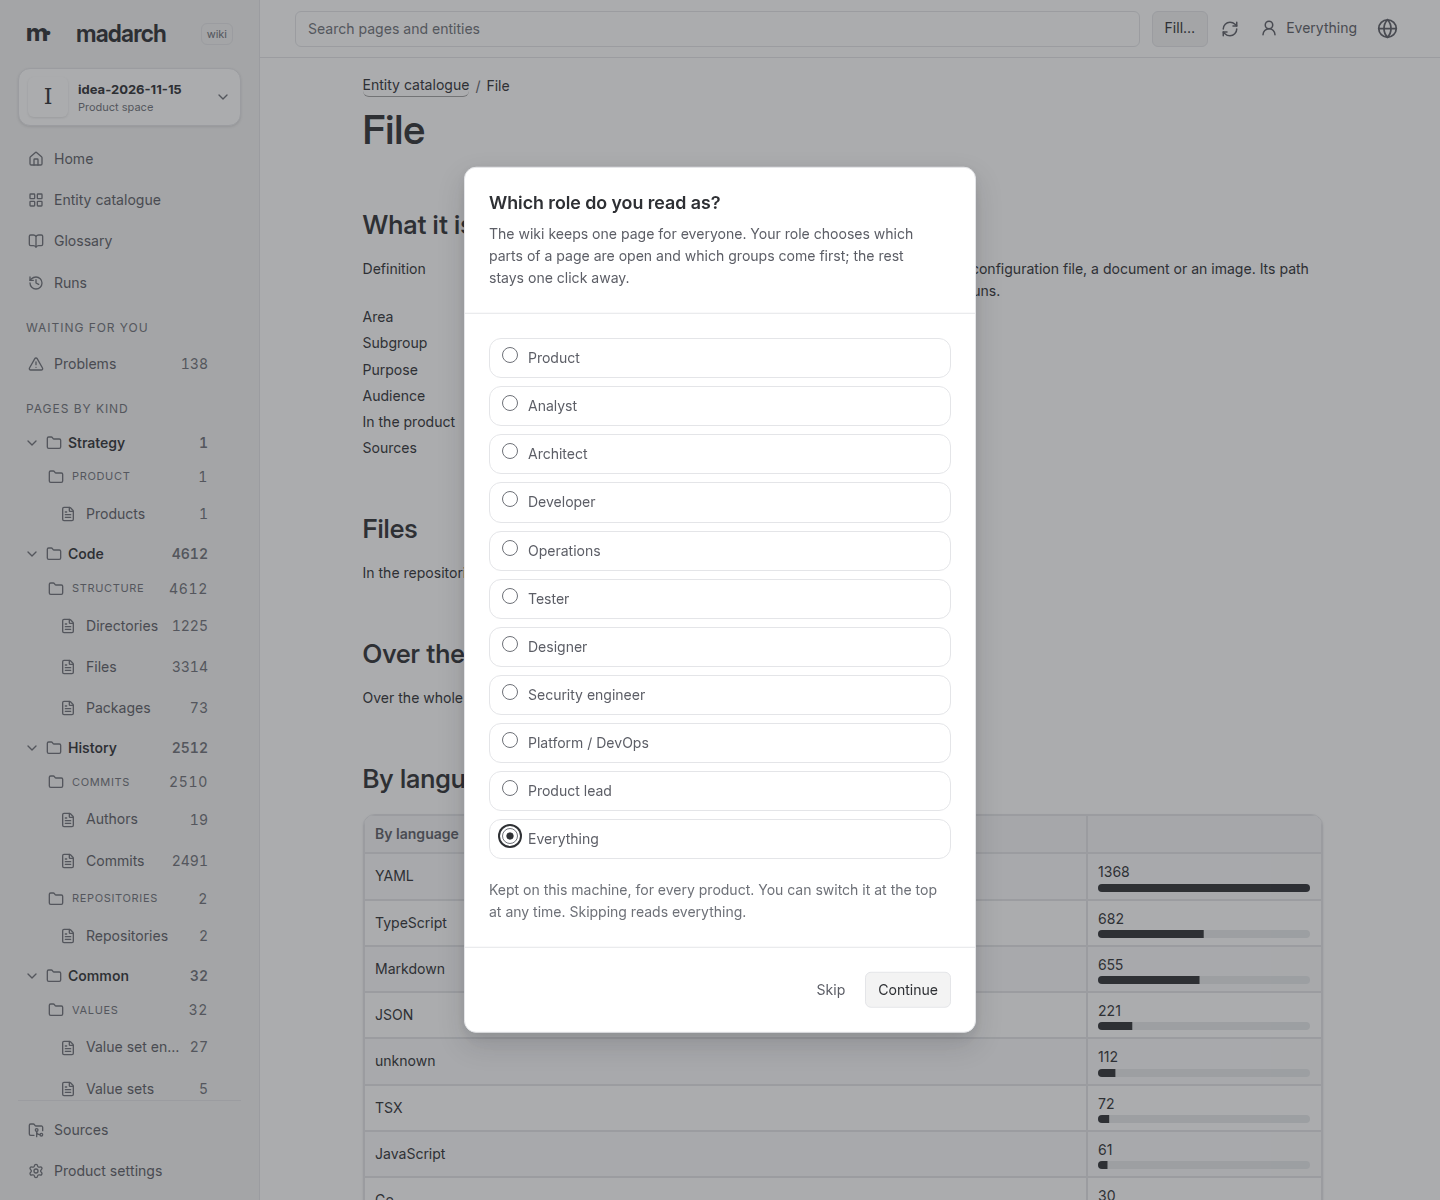 m
madarch
wiki
Search pages and entities
Fill...
Everything
I
idea-2026-11-15
Product space
Home
Entity catalogue
Glossary
Runs
WAITING FOR YOU
Problems 138
PAGES BY KIND
Strategy 1
PRODUCT 1
Products 1
Code 4612
STRUCTURE 4612
Directories 1225
Files 3314
Packages 73
History 2512
COMMITS 2510
Authors 19
Commits 2491
REPOSITORIES 2
Repositories 2
Common 32
VALUES 32
Value set en... 27
Value sets 5
Sources
Product settings
Entity catalogue / File
File
What it is
Definition
configuration file, a document or an image. Its path
Area
Subgroup
Purpose
Audience
In the product
Sources
Files
In the
Over the
Over the whole
By
By language
YAML 1368
TypeScript 682
Markdown 655
JSON 221
unknown 112
TSX 72
JavaScript 61
Go 30
Which role do you read as?
The wiki keeps one page for everyone. Your role chooses which
parts of a page are open and which groups come first; the rest
stays one click away.
Product
Analyst
Architect
Developer
Operations
Tester
Designer
Security engineer
Platform / DevOps
Product lead
Everything
Kept on this machine, for every product. You can switch it at the top
at any time. Skipping reads everything.
Skip
Continue